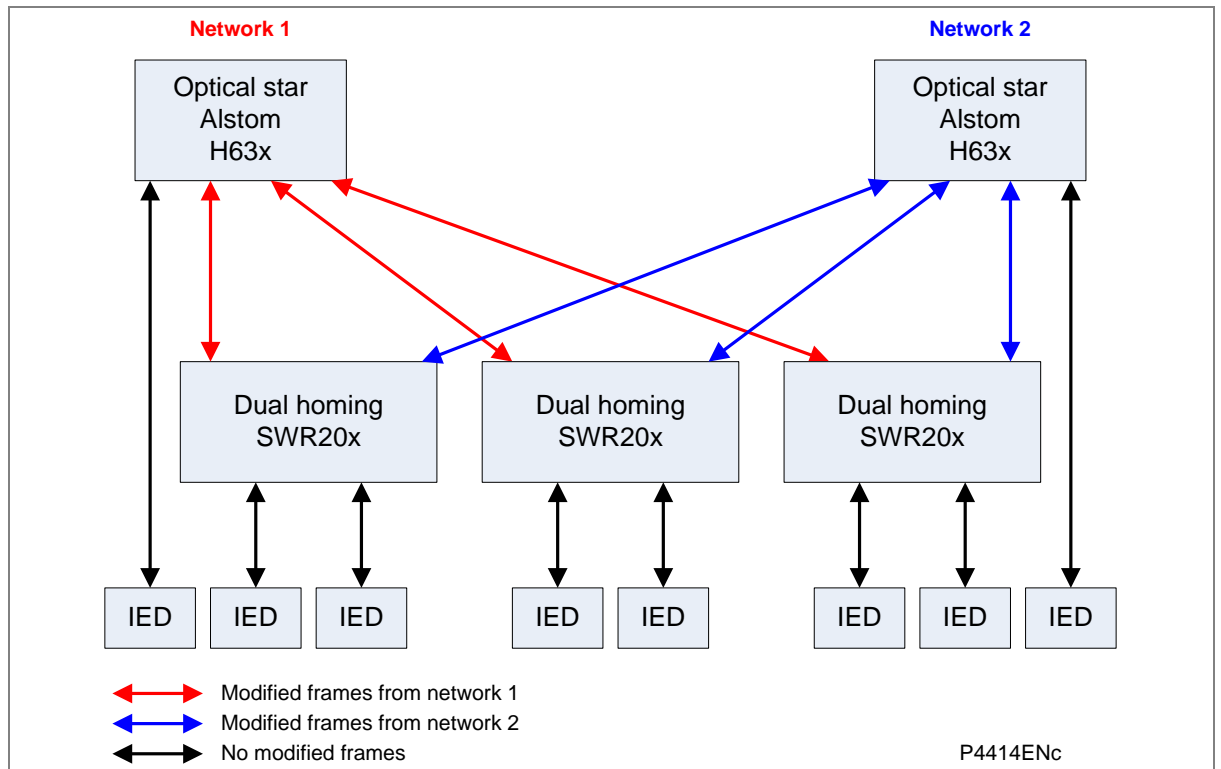 Network 1
Network 2
Optical star
Alstom
H63x
Optical star
Alstom
H63x
Dual homing
SWR20x
Dual homing
SWR20x
Dual homing
SWR20x
IED
IED
IED
IED
IED
IED
IED
IED
Modified frames from network 1
Modified frames from network 2
No modified frames
P4414ENc